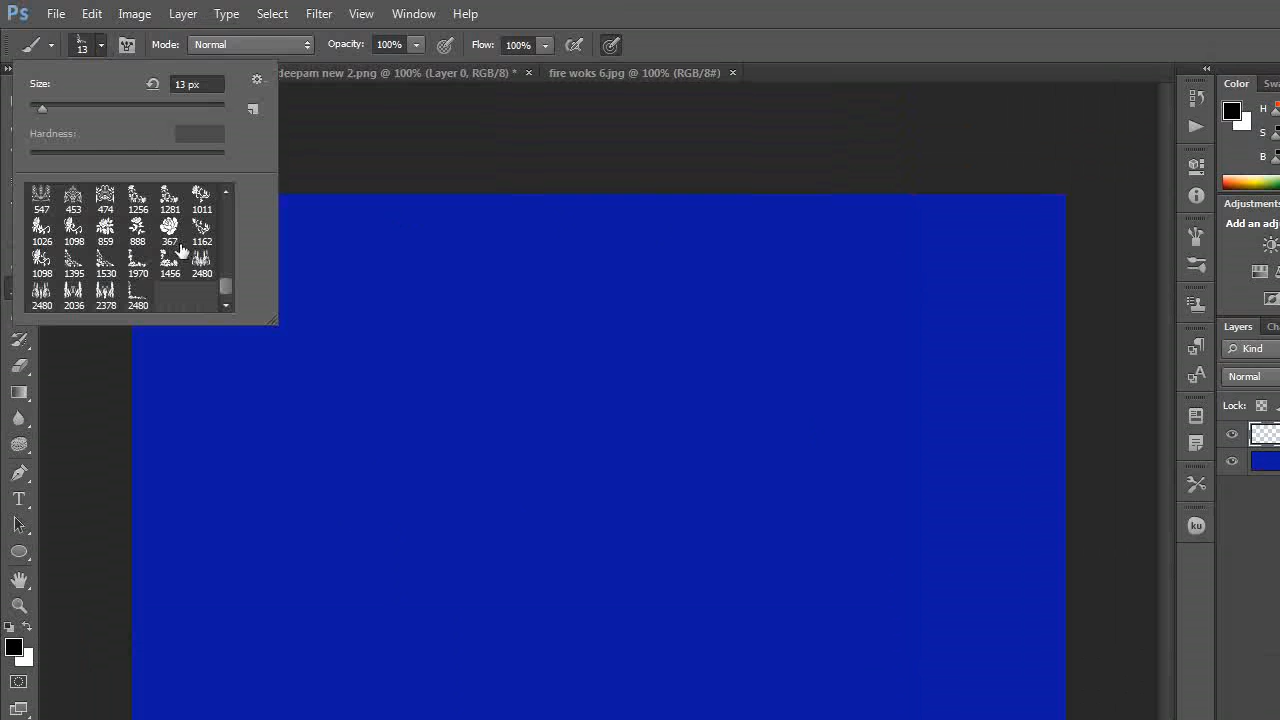 Ps File Edit Image Layer Type Select Filter View Window Help
13 Mode: Normal Opacity: 100% Flow: 100%
deepam new 2.png @ 100% (Layer 0, RGB/8) * × fire woks 6.jpg @ 100% (RGB/8#) ×
Size: 13 px
Hardness:
547 453 474 1256 1281 1011
1026 1098 859 888 367 1162
1098 1395 1530 1970 1456 2480
2480 2036 2378 2480
T
Color Swa
H
S
B
Adjustments
Add an adj
ku
Layers Cha
Kind
Normal
Lock: